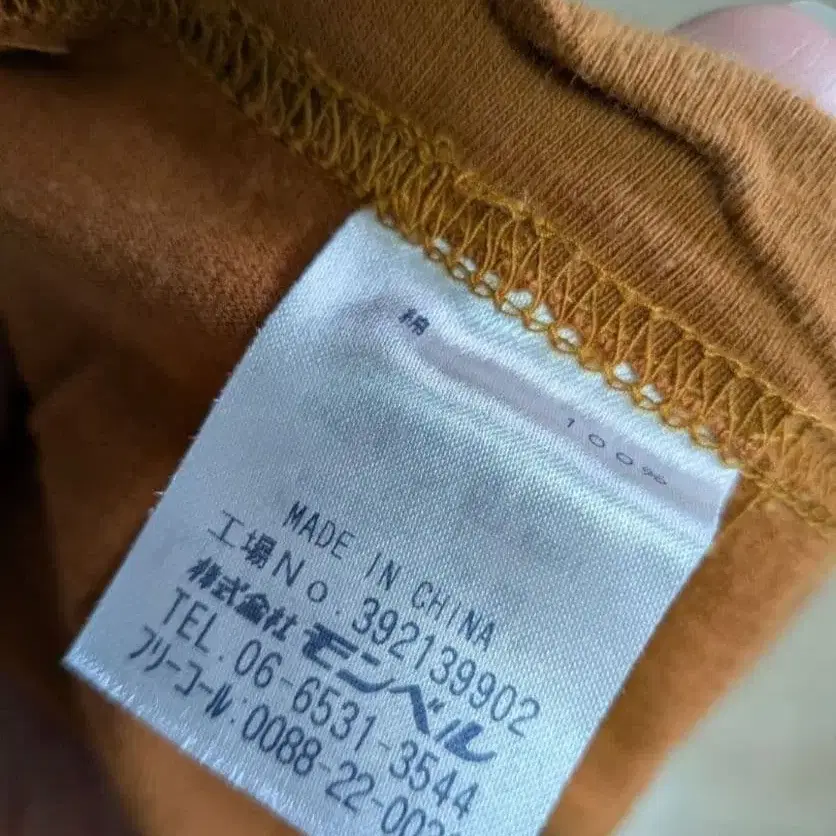 綿 100%
MADE IN CHINA
工場No.392139902
株式会社 モンベル
TEL.06-6531-3544
フリーコール:0088-22-003